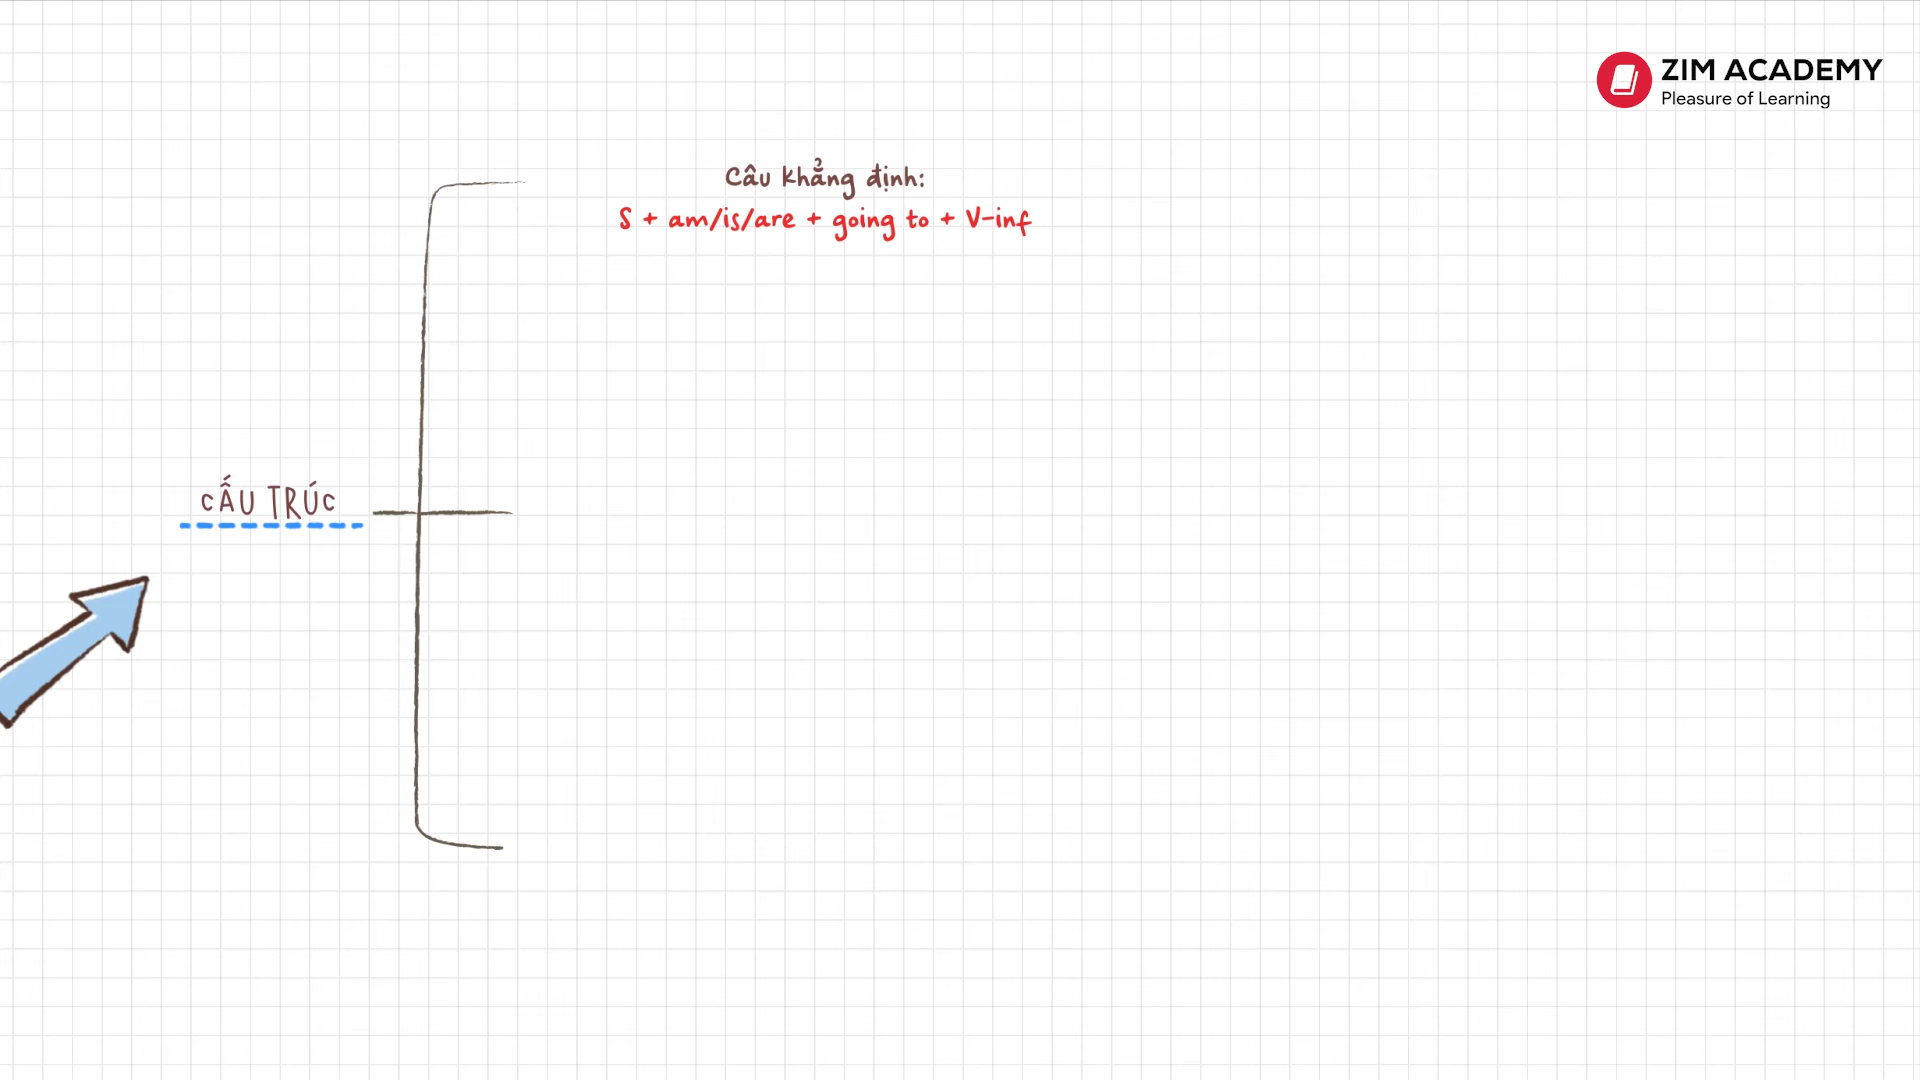 ZIM ACADEMY
Pleasure of Learning
Câu khẳng định:
S + am/is/are + going to + V-inf
CẤU TRÚC